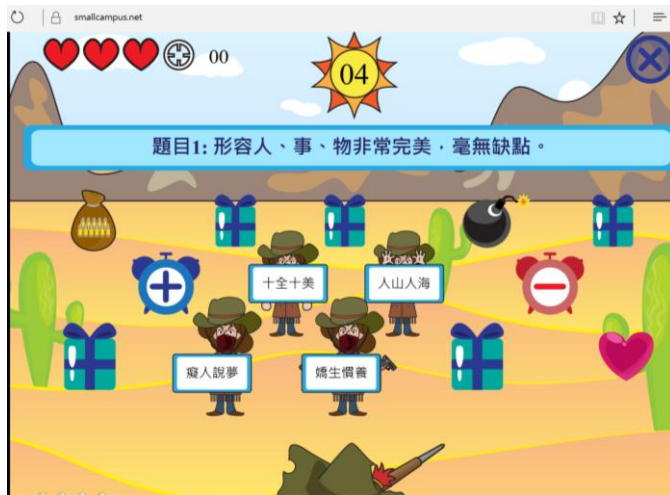 smallcampus.net
00
04
題目1: 形容人、事、物非常完美，毫無缺點。
十全十美
人山人海
癡人說夢
嬌生慣養